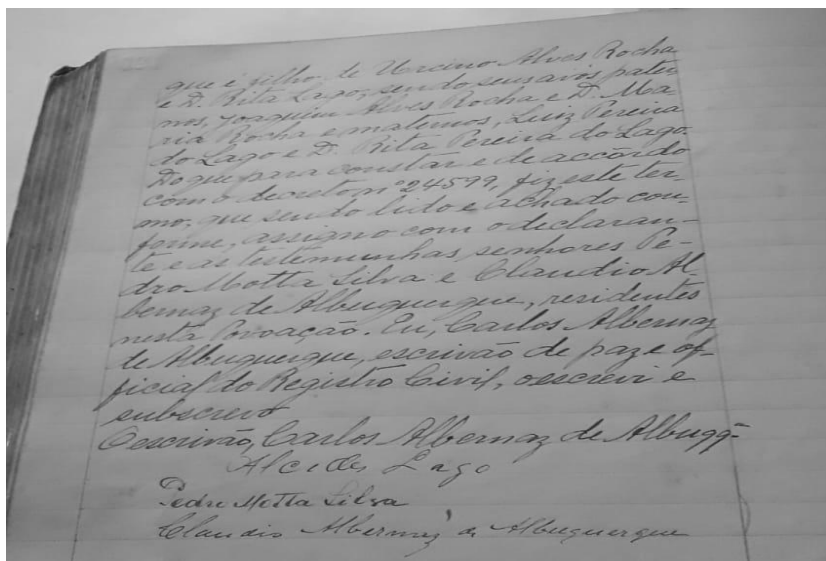 que é filho de Urcino Alves Rocha
e D. Rita Lago, sendo seus avós pater
nos, Joaquim Alves Rocha e D. Ma
ria Rocha e maternos, Luiz Pereira
do Lago e D. Rita Pereira do Lago.
Do que para constar e de accôrdo
com o decreto nº 24599, fiz este ter
mo, que sendo lido e achado con-
forme, assigno com o declaran-
te e as testemunhas senhores Pe-
dro Motta Silva e Claudio Al-
bernaz de Albuquerque, residentes
nesta Povoação. Eu, Carlos Albernaz
de Albuquerque, escrivão de paz e of-
ficial do Registro Civil, o escrevi e
subscrevo
O escrivão, Carlos Albernaz de Albuqq-
Alcides Lago
Pedro Motta Silva
Claudio Albernaz de Albuquerque